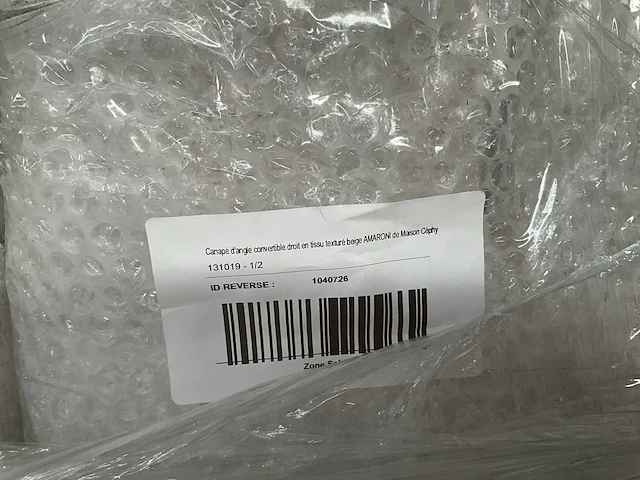 Canapé d'angle convertible droit en tissu texturé beige AMARONI de Maison Céphy
131019 - 1/2
ID REVERSE : 1040726
Zone